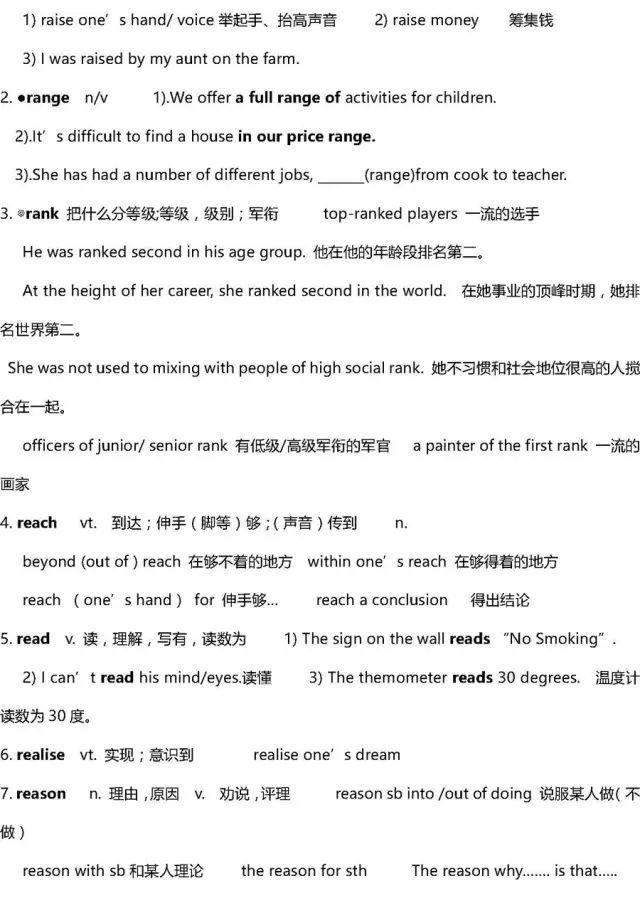 1) raise one’s hand/ voice 举起手、抬高声音 2) raise money 筹集钱
3) I was raised by my aunt on the farm.
2. ●range n/v 1).We offer a full range of activities for children.
2).It’s difficult to find a house in our price range.
3).She has had a number of different jobs, _______(range)from cook to teacher.
3. ◎rank 把什么分等级;等级，级别；军衔 top-ranked players 一流的选手
He was ranked second in his age group. 他在他的年龄段排名第二。
At the height of her career, she ranked second in the world. 在她事业的顶峰时期，她排
名世界第二。
She was not used to mixing with people of high social rank. 她不习惯和社会地位很高的人搅
合在一起。
officers of junior/ senior rank 有低级/高级军衔的军官 a painter of the first rank 一流的
画家
4. reach vt. 到达；伸手（脚等）够；（声音）传到 n.
beyond (out of ) reach 在够不着的地方 within one’s reach 在够得着的地方
reach （one’s hand） for 伸手够... reach a conclusion 得出结论
5. read v. 读，理解，写有，读数为 1) The sign on the wall reads “No Smoking”.
2) I can’t read his mind/eyes.读懂 3) The themometer reads 30 degrees. 温度计
读数为 30 度。
6. realise vt. 实现；意识到 realise one’s dream
7. reason n. 理由，原因 v. 劝说，评理 reason sb into /out of doing 说服某人做（不
做）
reason with sb 和某人理论 the reason for sth The reason why....... is that.....